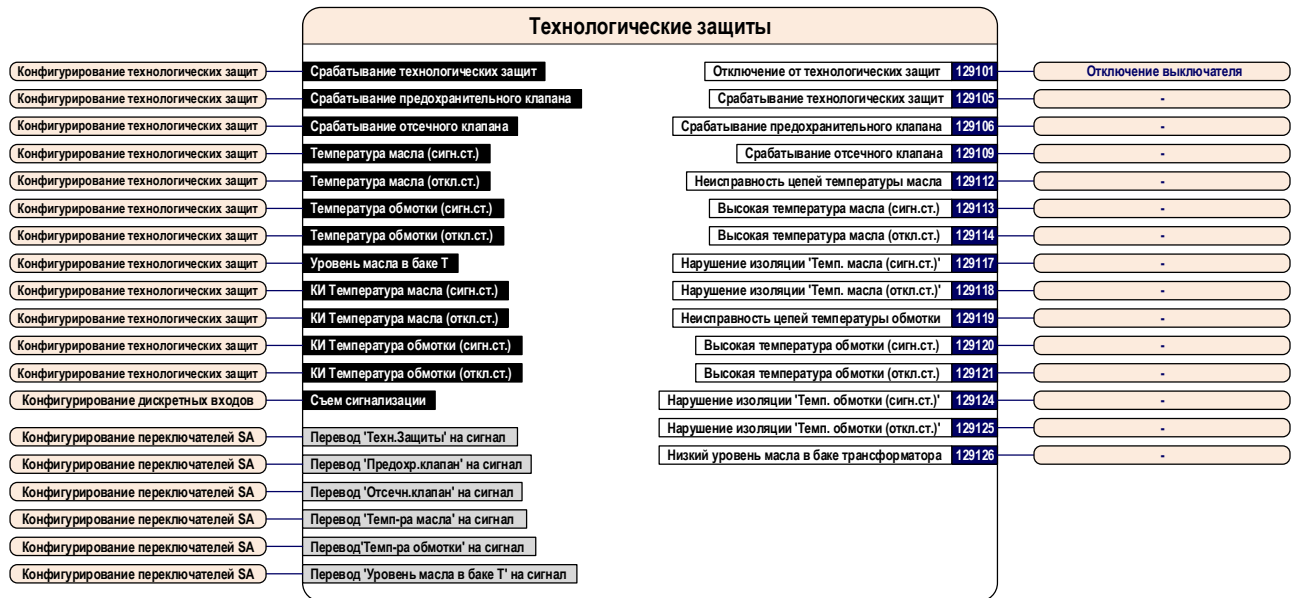 Технологические защиты
Конфигурирование технологических защит Срабатывание технологических защит Отключение от технологических защит 129101 Отключение выключателя
Конфигурирование технологических защит Срабатывание предохранительного клапана Срабатывание технологических защит 129105 -
Конфигурирование технологических защит Срабатывание отсечного клапана Срабатывание предохранительного клапана 129106 -
Конфигурирование технологических защит Температура масла (сигн.ст.) Срабатывание отсечного клапана 129109 -
Конфигурирование технологических защит Температура масла (откл.ст.) Неисправность цепей температуры масла 129112 -
Конфигурирование технологических защит Температура обмотки (сигн.ст.) Высокая температура масла (сигн.ст.) 129113 -
Конфигурирование технологических защит Температура обмотки (откл.ст.) Высокая температура масла (откл.ст.) 129114 -
Конфигурирование технологических защит Уровень масла в баке Т Нарушение изоляции 'Темп. масла (сигн.ст.)' 129117 -
Конфигурирование технологических защит КИ Температура масла (сигн.ст.) Нарушение изоляции 'Темп. масла (откл.ст.)' 129118 -
Конфигурирование технологических защит КИ Температура масла (откл.ст.) Неисправность цепей температуры обмотки 129119 -
Конфигурирование технологических защит КИ Температура обмотки (сигн.ст.) Высокая температура обмотки (сигн.ст.) 129120 -
Конфигурирование технологических защит КИ Температура обмотки (откл.ст.) Высокая температура обмотки (откл.ст.) 129121 -
Конфигурирование дискретных входов Съем сигнализации Нарушение изоляции 'Темп. обмотки (сигн.ст.)' 129124 -
Нарушение изоляции 'Темп. обмотки (откл.ст.)' 129125 -
Конфигурирование переключателей SA Перевод 'Техн.Защиты' на сигнал
Низкий уровень масла в баке трансформатора 129126 -
Конфигурирование переключателей SA Перевод 'Предохр.клапан' на сигнал
Конфигурирование переключателей SA Перевод 'Отсечн.клапан' на сигнал
Конфигурирование переключателей SA Перевод 'Темп-ра масла' на сигнал
Конфигурирование переключателей SA Перевод'Темп-ра обмотки' на сигнал
Конфигурирование переключателей SA Перевод 'Уровень масла в баке Т' на сигнал